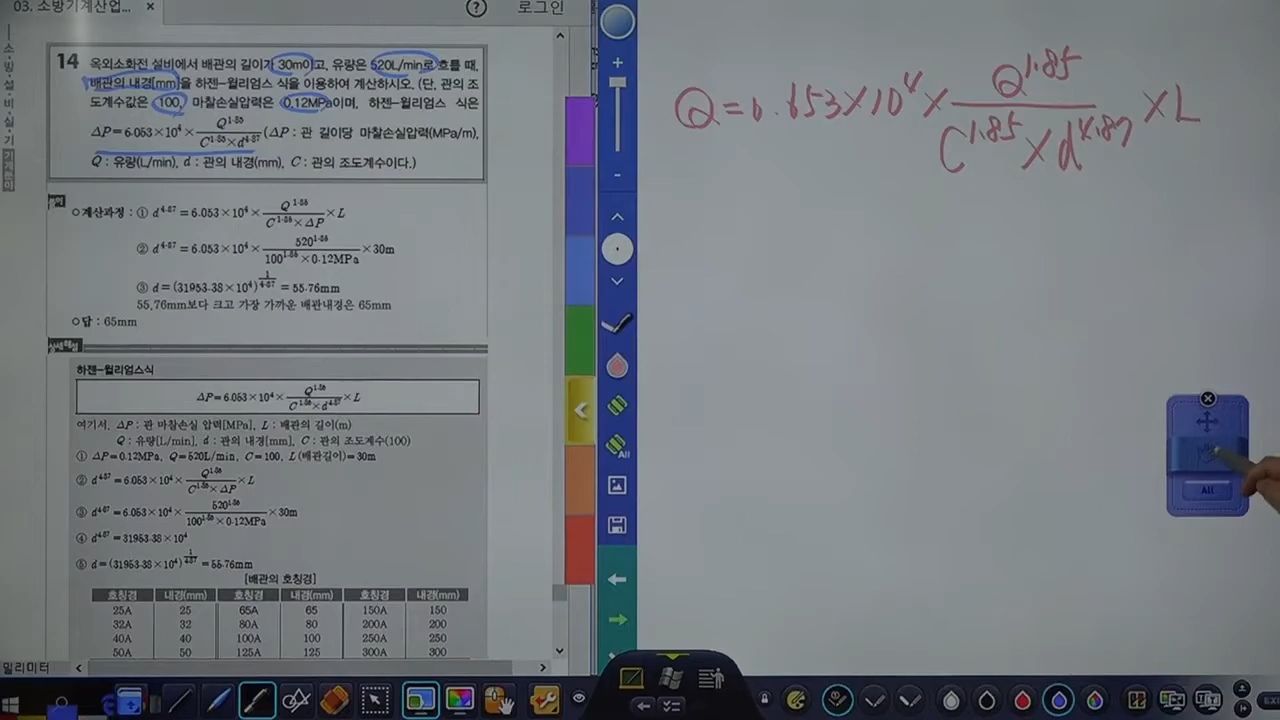 03. 소방기계산업...
로그인
소·방·설·비·실·기
14 옥외소화전 설비에서 배관의 길이가 30m이고, 유량은 520L/min로 흐를 때,
배관의 내경[mm]을 하젠-윌리엄스 식을 이용하여 계산하시오. (단, 관의 조
도계수값은 100, 마찰손실압력은 0.12MPa이며, 하젠-윌리엄스 식은
ΔP=6.053×10⁴×Q^1.85/(C^1.85×d^4.87) (ΔP : 관 길이당 마찰손실압력(MPa/m),
Q : 유량(L/min), d : 관의 내경(mm), C : 관의 조도계수이다.)
○계산과정 : ① d^4.87=6.053×10⁴×Q^1.85/(C^1.85×ΔP)×L
② d^4.87=6.053×10⁴×520^1.85/(100^1.85×0.12MPa)×30m
③ d=(31953.38×10⁴)^(1/4.87)=55.76mm
55.76mm보다 크고 가장 가까운 배관내경은 65mm
○답 : 65mm
상세해설
하젠-윌리엄스식
ΔP=6.053×10⁴×Q^1.85/(C^1.85×d^4.87)×L
여기서, ΔP : 관 마찰손실 압력[MPa], L : 배관의 길이(m)
Q : 유량[L/min], d : 관의 내경[mm], C : 관의 조도계수(100)
① ΔP=0.12MPa, Q=520L/min, C=100, L(배관길이)=30m
② d^4.87=6.053×10⁴×Q^1.85/(C^1.85×ΔP)×L
③ d^4.87=6.053×10⁴×520^1.85/(100^1.85×0.12MPa)×30m
④ d^4.87=31953.38×10⁴
⑤ d=(31953.38×10⁴)^(1/4.87)=55.76mm
[배관의 호칭경]
호칭경 내경(mm) 호칭경 내경(mm) 호칭경 내경(mm)
25A 25 65A 65 150A 150
32A 32 80A 80 200A 200
40A 40 100A 100 250A 250
50A 50 125A 125 300A 300
밀리미터
Q=0.653×10⁴×Q^1.85/(C^1.85×d^4.87)×L
All
All